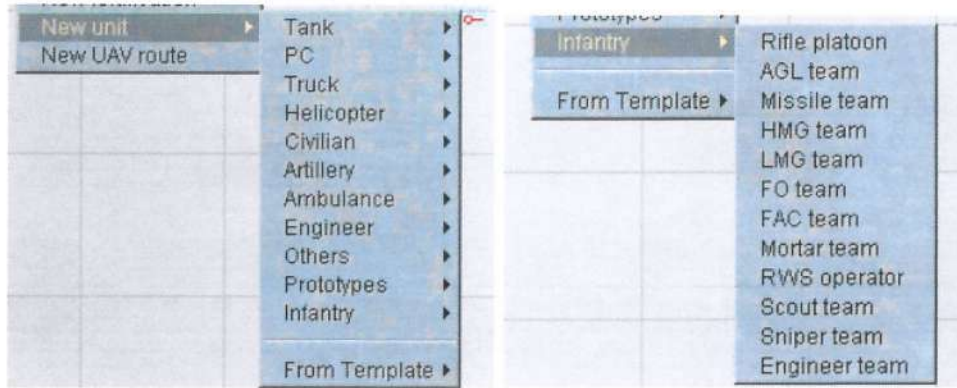 New unit
New UAV route
Tank
PC
Truck
Helicopter
Civilian
Artillery
Ambulance
Engineer
Others
Prototypes
Infantry
From Template
Prototypes
Infantry
From Template
Rifle platoon
AGL team
Missile team
HMG team
LMG team
FO team
FAC team
Mortar team
RWS operator
Scout team
Sniper team
Engineer team